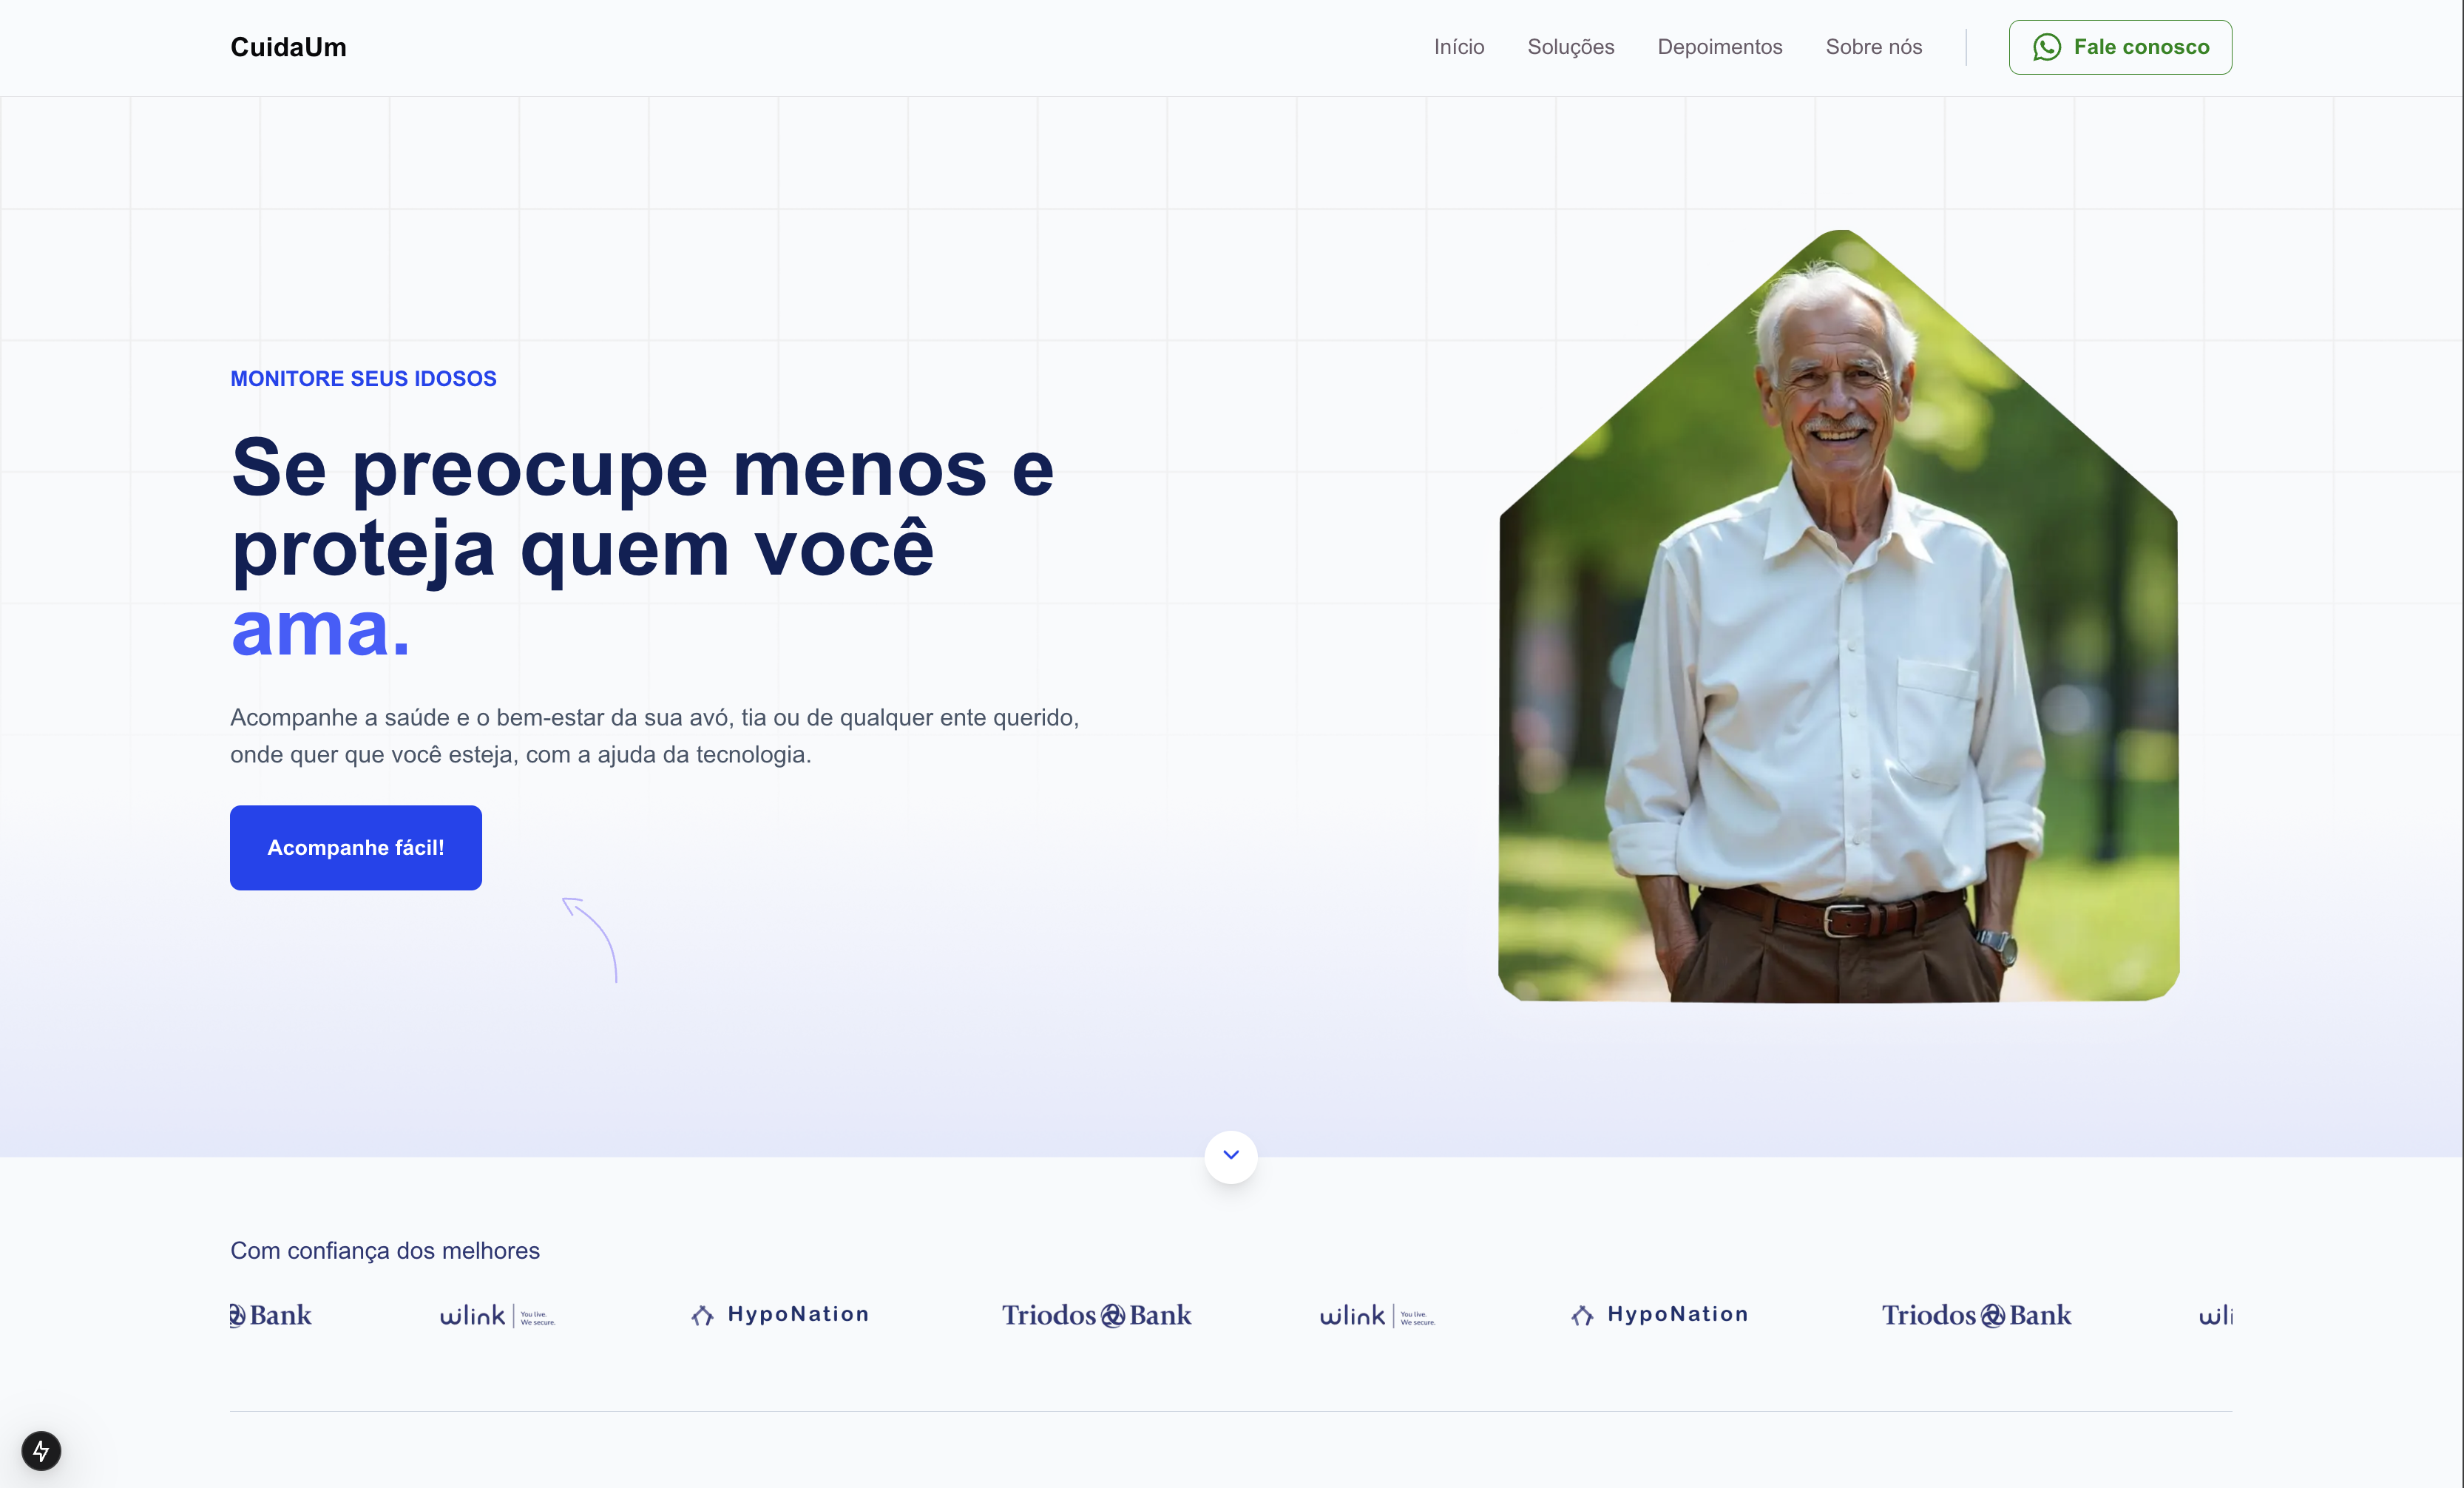 CuidaUm
Início
Soluções
Depoimentos
Sobre nós
Fale conosco
MONITORE SEUS IDOSOS
Se preocupe menos e
proteja quem você
ama.
Acompanhe a saúde e o bem-estar da sua avó, tia ou de qualquer ente querido,
onde quer que você esteja, com a ajuda da tecnologia.
Acompanhe fácil!
Com confiança dos melhores
Bank
wilink
You live.
We secure.
HypoNation
Triodos Bank
wilink
You live.
We secure.
HypoNation
Triodos Bank
wili